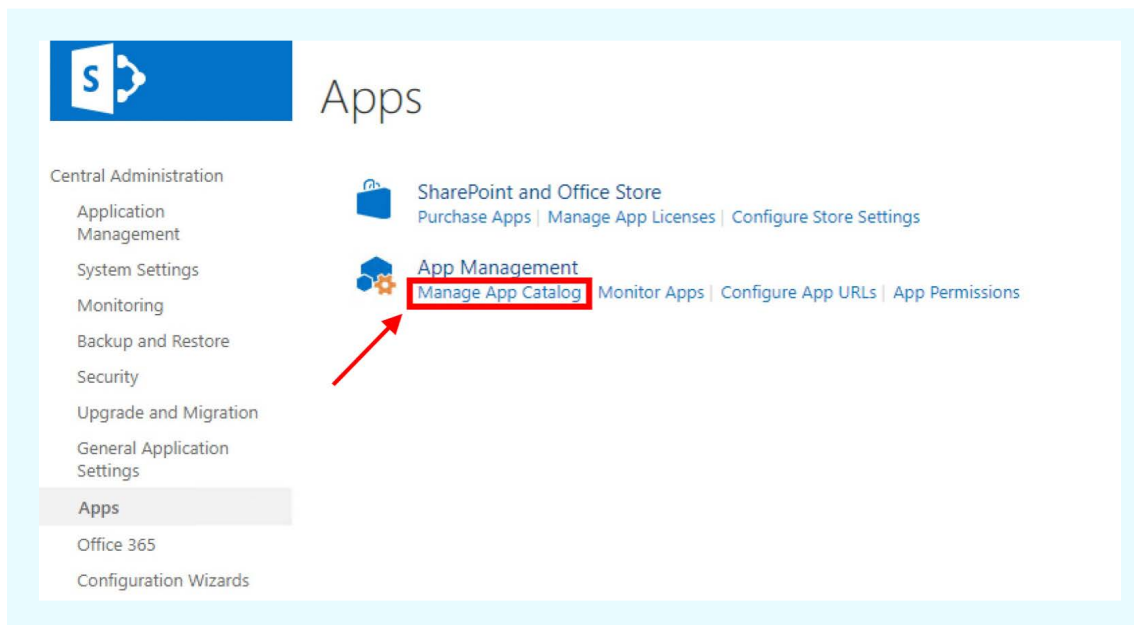 S
Apps
Central Administration
Application
Management
System Settings
Monitoring
Backup and Restore
Security
Upgrade and Migration
General Application
Settings
Apps
Office 365
Configuration Wizards
SharePoint and Office Store
Purchase Apps | Manage App Licenses | Configure Store Settings
App Management
Manage App Catalog | Monitor Apps | Configure App URLs | App Permissions